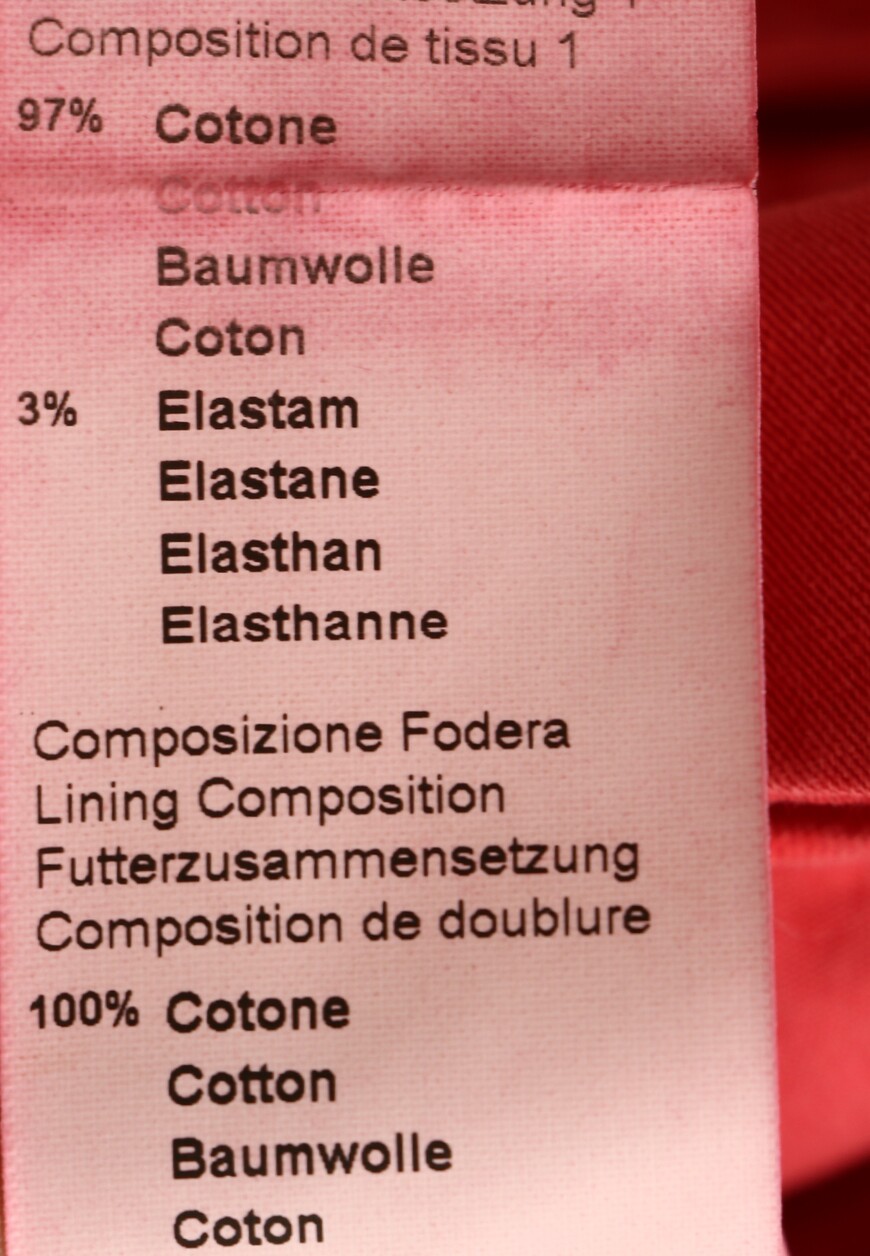 Composition de tissu 1
97% Cotone
Cotton
Baumwolle
Coton
3% Elastam
Elastane
Elasthan
Elasthanne
Composizione Fodera
Lining Composition
Futterzusammensetzung
Composition de doublure
100% Cotone
Cotton
Baumwolle
Coton